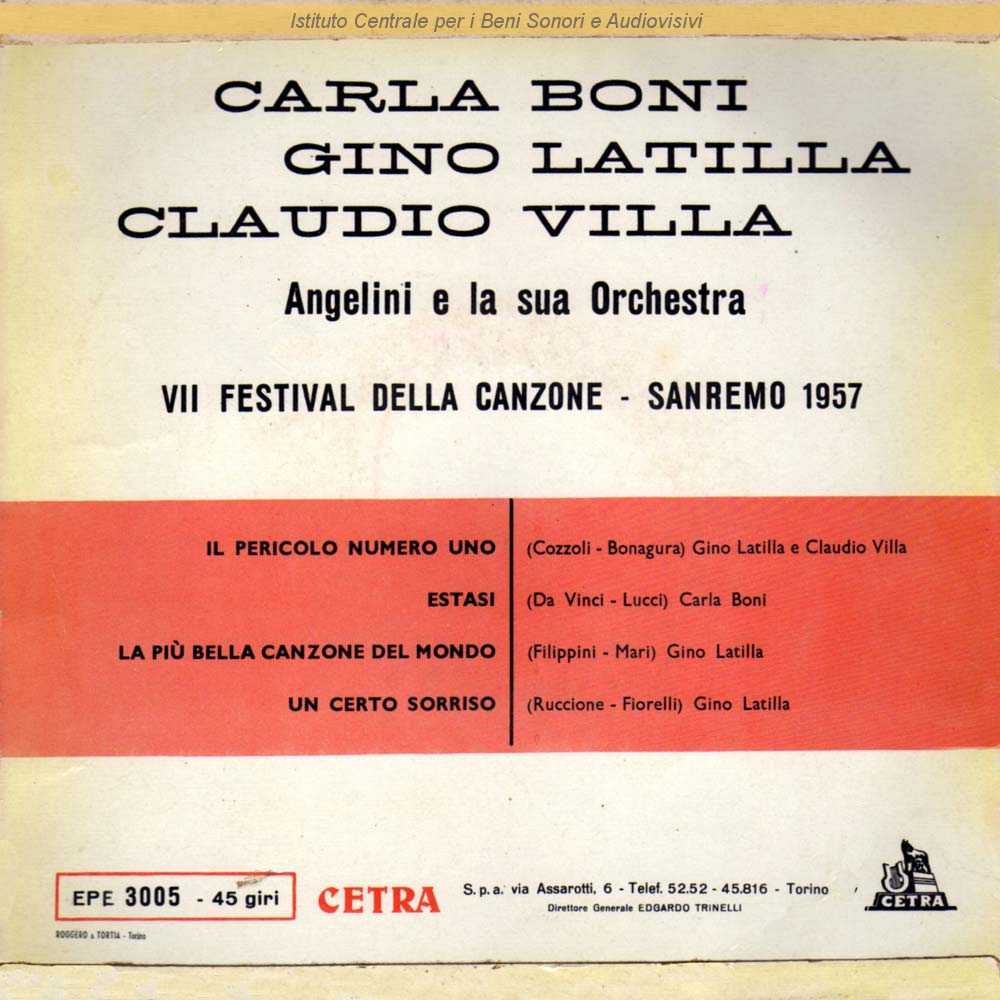 Istituto Centrale per i Beni Sonori e Audiovisivi
CARLA BONI
GINO LATILLA
CLAUDIO VILLA
Angelini e la sua Orchestra
VII FESTIVAL DELLA CANZONE - SANREMO 1957
IL PERICOLO NUMERO UNO (Cozzoli - Bonagura) Gino Latilla e Claudio Villa
ESTASI (Da Vinci - Lucci) Carla Boni
LA PIÙ BELLA CANZONE DEL MONDO (Filippini - Mari) Gino Latilla
UN CERTO SORRISO (Ruccione - Fiorelli) Gino Latilla
EPE 3005 - 45 giri CETRA S.p.a. via Assarotti, 6 - Telef. 52.52 - 45.816 - Torino
Direttore Generale EDGARDO TRINELLI
CETRA
ROGGERO & TORTIA - Torino